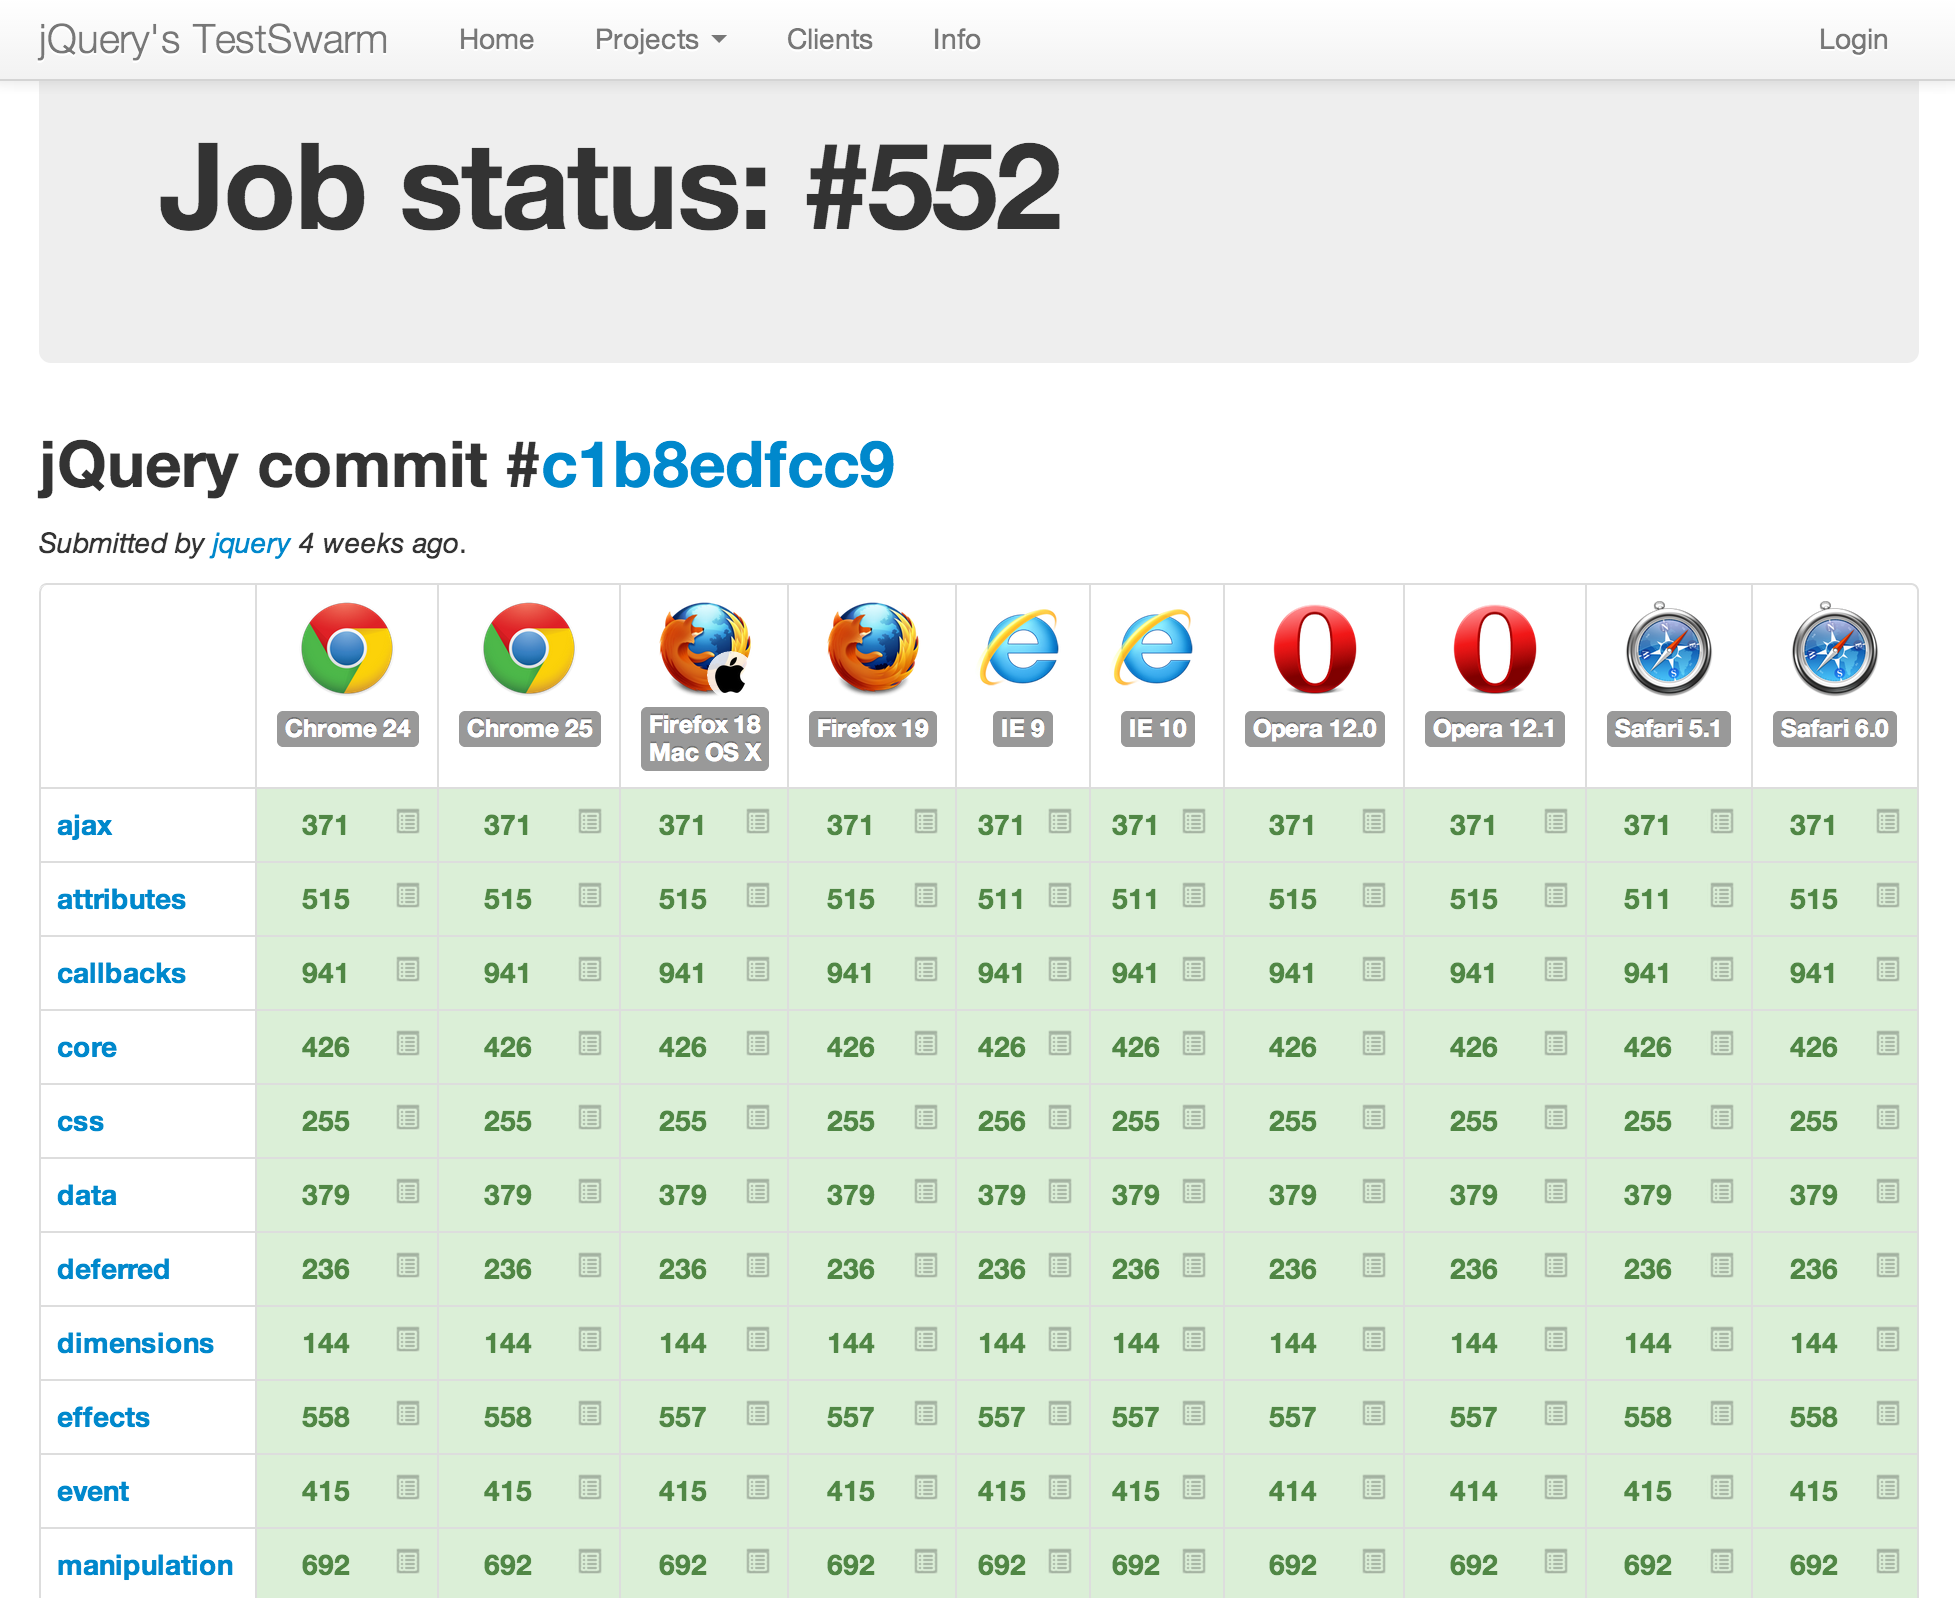 jQuery's TestSwarm Home Projects Clients Info Login
Job status: #552
jQuery commit #c1b8edfcc9
Submitted by jquery 4 weeks ago.
Chrome 24 Chrome 25 Firefox 18 Mac OS X Firefox 19 IE 9 IE 10 Opera 12.0 Opera 12.1 Safari 5.1 Safari 6.0
ajax 371 371 371 371 371 371 371 371 371 371
attributes 515 515 515 515 511 511 515 515 511 515
callbacks 941 941 941 941 941 941 941 941 941 941
core 426 426 426 426 426 426 426 426 426 426
css 255 255 255 255 256 255 255 255 255 255
data 379 379 379 379 379 379 379 379 379 379
deferred 236 236 236 236 236 236 236 236 236 236
dimensions 144 144 144 144 144 144 144 144 144 144
effects 558 558 557 557 557 557 557 557 558 558
event 415 415 415 415 415 415 414 414 415 415
manipulation 692 692 692 692 692 692 692 692 692 692